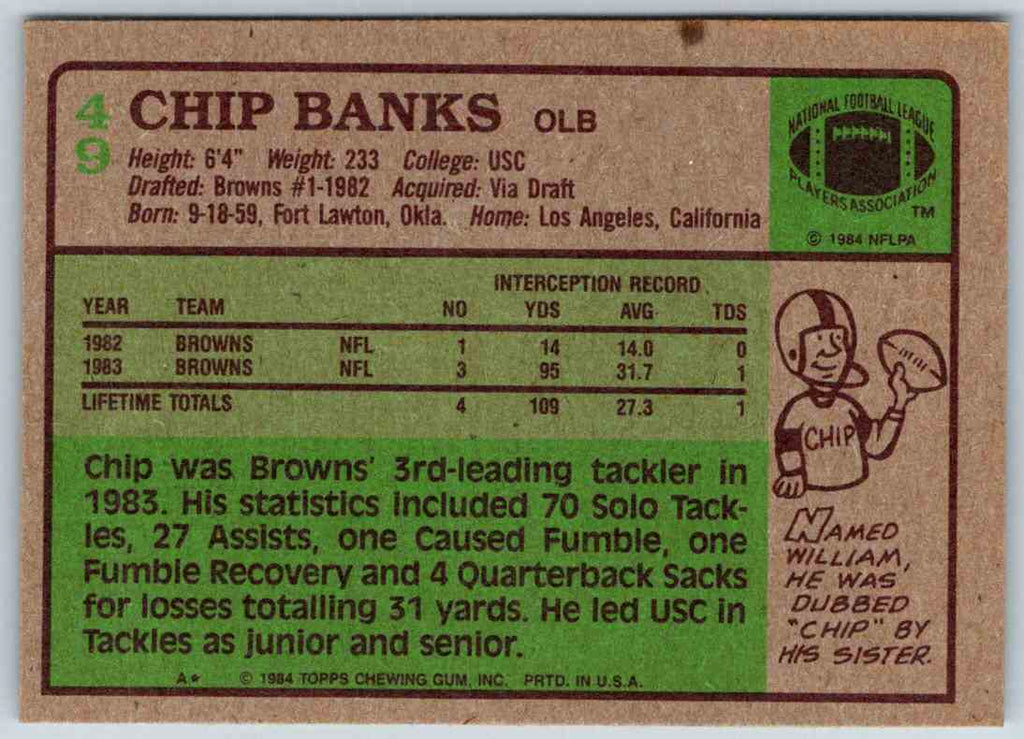 49
CHIP BANKS OLB
Height: 6'4" Weight: 233 College: USC
Drafted: Browns #1-1982 Acquired: Via Draft
Born: 9-18-59, Fort Lawton, Okla. Home: Los Angeles, California
NATIONAL FOOTBALL LEAGUE
PLAYERS ASSOCIATION TM
© 1984 NFLPA
INTERCEPTION RECORD
YEAR TEAM NO YDS AVG TDS
1982 BROWNS NFL 1 14 14.0 0
1983 BROWNS NFL 3 95 31.7 1
LIFETIME TOTALS 4 109 27.3 1
Chip was Browns' 3rd-leading tackler in
1983. His statistics included 70 Solo Tack-
les, 27 Assists, one Caused Fumble, one
Fumble Recovery and 4 Quarterback Sacks
for losses totalling 31 yards. He led USC in
Tackles as junior and senior.
CHIP
NAMED
WILLIAM,
HE WAS
DUBBED
"CHIP" BY
HIS SISTER.
A* © 1984 TOPPS CHEWING GUM, INC. PRTD. IN U.S.A.